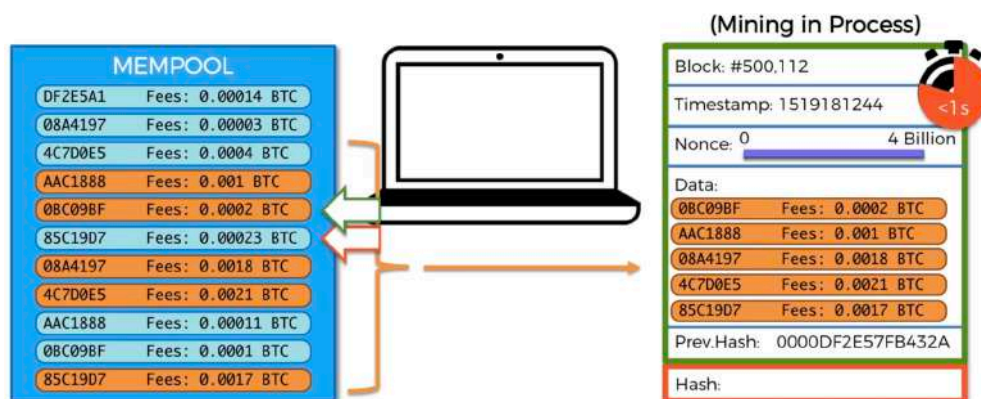 MEMPOOL
DF2E5A1 Fees: 0.00014 BTC
08A4197 Fees: 0.00003 BTC
4C7D0E5 Fees: 0.0004 BTC
AAC1888 Fees: 0.001 BTC
0BC09BF Fees: 0.0002 BTC
85C19D7 Fees: 0.00023 BTC
08A4197 Fees: 0.0018 BTC
4C7D0E5 Fees: 0.0021 BTC
AAC1888 Fees: 0.00011 BTC
0BC09BF Fees: 0.0001 BTC
85C19D7 Fees: 0.0017 BTC
(Mining in Process)
Block: #500,112
<1s
Timestamp: 1519181244
Nonce: 0 4 Billion
Data:
0BC09BF Fees: 0.0002 BTC
AAC1888 Fees: 0.001 BTC
08A4197 Fees: 0.0018 BTC
4C7D0E5 Fees: 0.0021 BTC
85C19D7 Fees: 0.0017 BTC
Prev.Hash: 0000DF2E57FB432A
Hash: